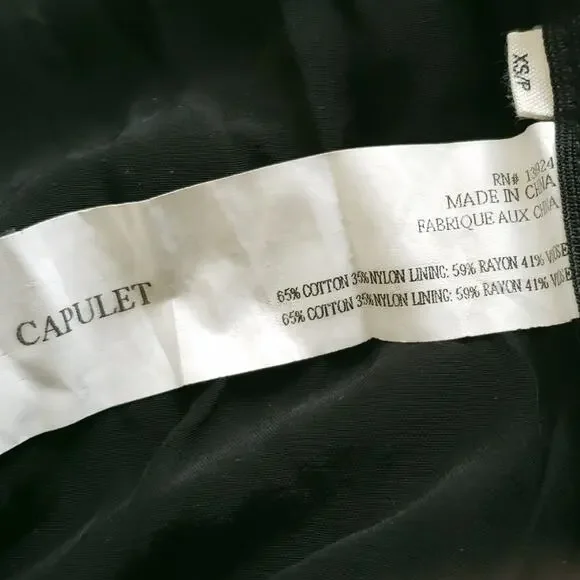 XS/P
RN# 13924
MADE IN CHINA
FABRIQUE AUX CHINA
65% COTTON 35% NYLON LINING: 59% RAYON 41%
65% COTTON 35% NYLON LINING: 59% RAYON 41%
CAPULET